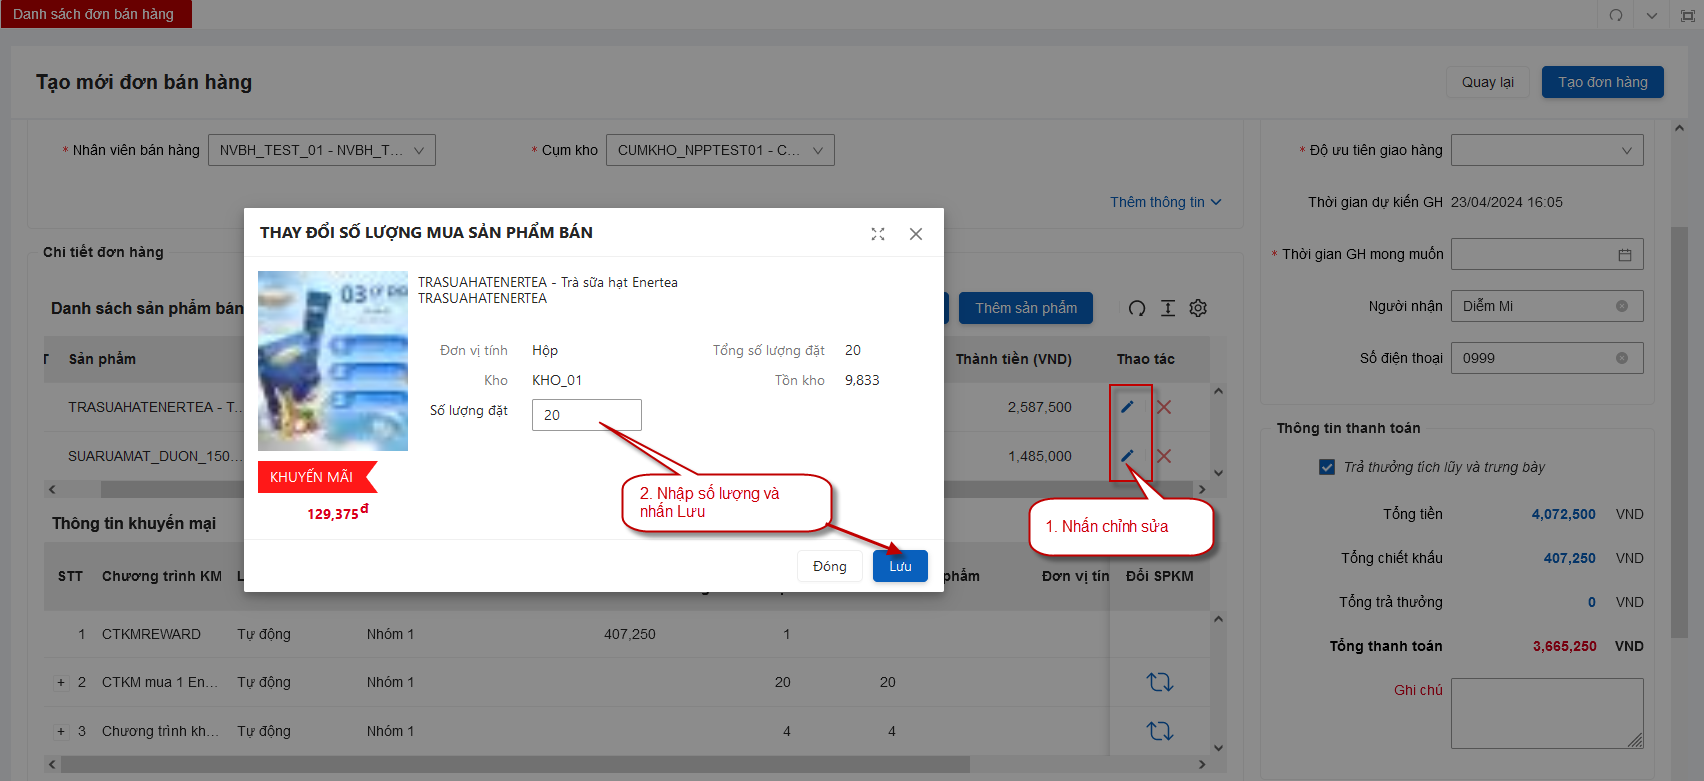 Danh sách đơn bán hàng
Tạo mới đơn bán hàng
Quay lại
Tạo đơn hàng
* Nhân viên bán hàng
NVBH_TEST_01 - NVBH_T...
* Cụm kho
CUMKHO_NPPTEST01 - C...
Thêm thông tin
* Độ ưu tiên giao hàng
Thời gian dự kiến GH 23/04/2024 16:05
* Thời gian GH mong muốn
Người nhận
Diễm Mi
Số điện thoại
0999
Chi tiết đơn hàng
Danh sách sản phẩm bán
Thêm sản phẩm
T Sản phẩm
Thành tiền (VND)
Thao tác
TRASUAHATENERTEA - T...
2,587,500
SUARUAMAT_DUON_150...
1,485,000
THAY ĐỔI SỐ LƯỢNG MUA SẢN PHẨM BÁN
TRASUAHATENERTEA - Trà sữa hạt Enertea
TRASUAHATENERTEA
Đơn vị tính Hộp
Tổng số lượng đặt 20
Kho KHO_01
Tồn kho 9,833
Số lượng đặt 20
KHUYẾN MÃI
129,375đ
Đóng
Lưu
2. Nhập số lượng và
nhấn Lưu
1. Nhấn chỉnh sửa
Thông tin thanh toán
Trả thưởng tích lũy và trưng bày
Tổng tiền 4,072,500 VND
Tổng chiết khấu 407,250 VND
Tổng trả thưởng 0 VND
Tổng thanh toán 3,665,250 VND
Ghi chú
Thông tin khuyến mại
STT Chương trình KM
phẩm
Đơn vị tín
Đổi SPKM
1 CTKMREWARD Tự động Nhóm 1 407,250 1
+ 2 CTKM mua 1 En... Tự động Nhóm 1 20 20
+ 3 Chương trình kh... Tự động Nhóm 1 4 4